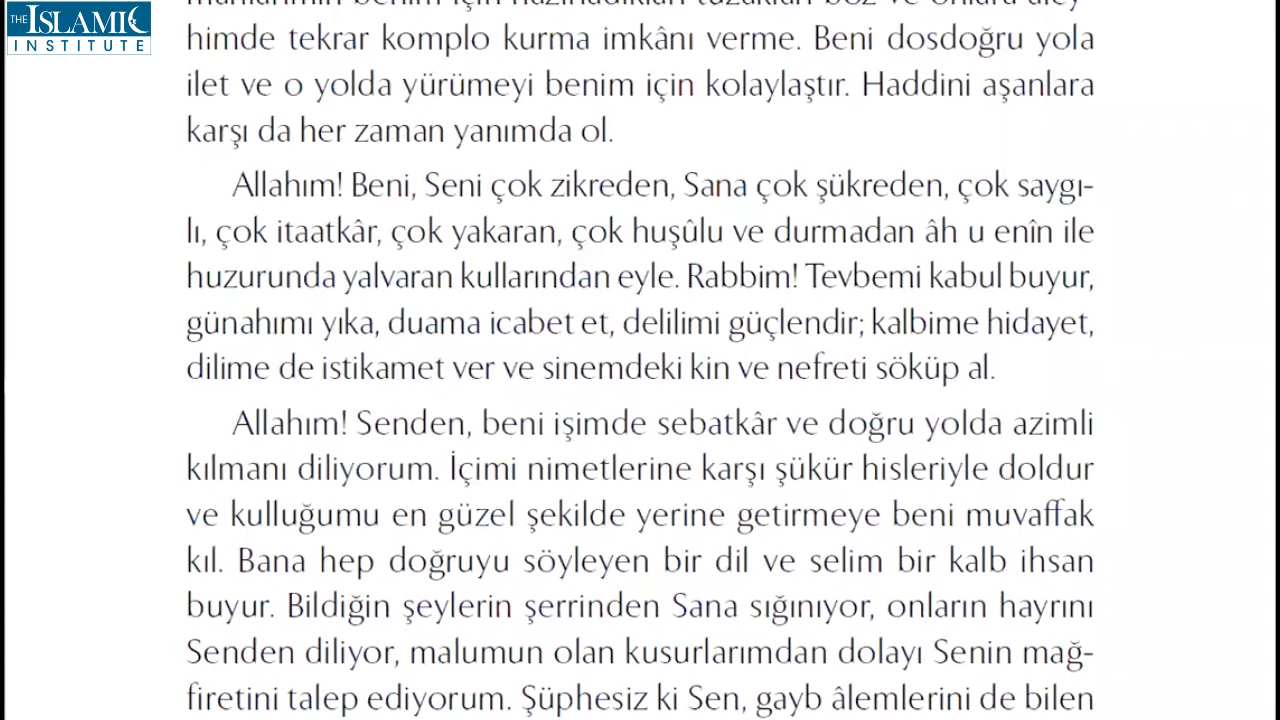 THE ISLAMIC
INSTITUTE
himde tekrar komplo kurma imkânı verme. Beni dosdoğru yola
ilet ve o yolda yürümeyi benim için kolaylaştır. Haddini aşanlara
karşı da her zaman yanımda ol.
Allahım! Beni, Seni çok zikreden, Sana çok şükreden, çok saygı-
lı, çok itaatkâr, çok yakaran, çok huşûlu ve durmadan âh u enîn ile
huzurunda yalvaran kullarından eyle. Rabbim! Tevbemi kabul buyur,
günahımı yıka, duama icabet et, delilimi güçlendir; kalbime hidayet,
dilime de istikamet ver ve sinemdeki kin ve nefreti söküp al.
Allahım! Senden, beni işimde sebatkâr ve doğru yolda azimli
kılmanı diliyorum. İçimi nimetlerine karşı şükür hisleriyle doldur
ve kulluğumu en güzel şekilde yerine getirmeye beni muvaffak
kıl. Bana hep doğruyu söyleyen bir dil ve selim bir kalb ihsan
buyur. Bildiğin şeylerin şerrinden Sana sığınıyor, onların hayrını
Senden diliyor, malumun olan kusurlarımdan dolayı Senin mağ-
firetini talep ediyorum. Şüphesiz ki Sen, gayb âlemlerini de bilen